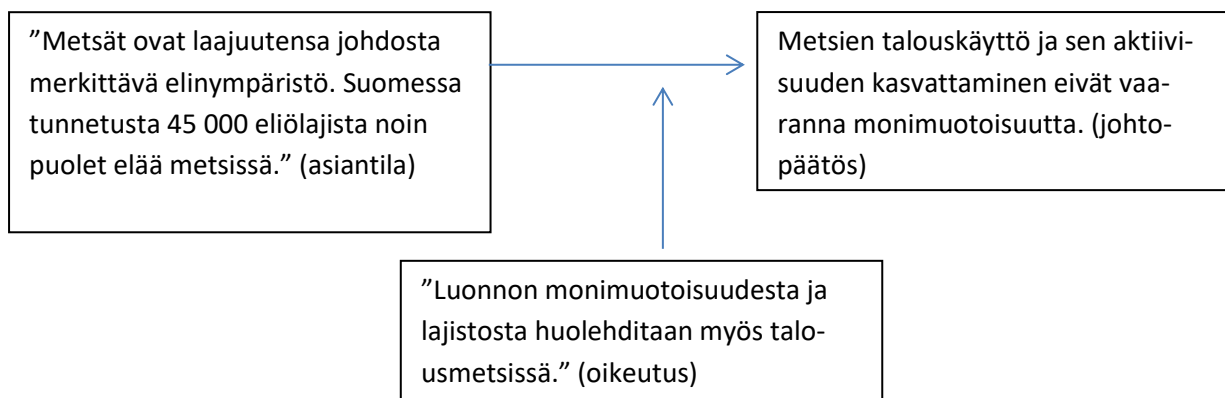 ”Metsät ovat laajuutensa johdosta
merkittävä elinympäristö. Suomessa
tunnetusta 45 000 eliölajista noin
puolet elää metsissä.” (asiantila)
Metsien talouskäyttö ja sen aktiivi-
suuden kasvattaminen eivät vaa-
ranna monimuotoisuutta. (johto-
päätös)
”Luonnon monimuotoisuudesta ja
lajistosta huolehditaan myös talo-
usmetsissä.” (oikeutus)